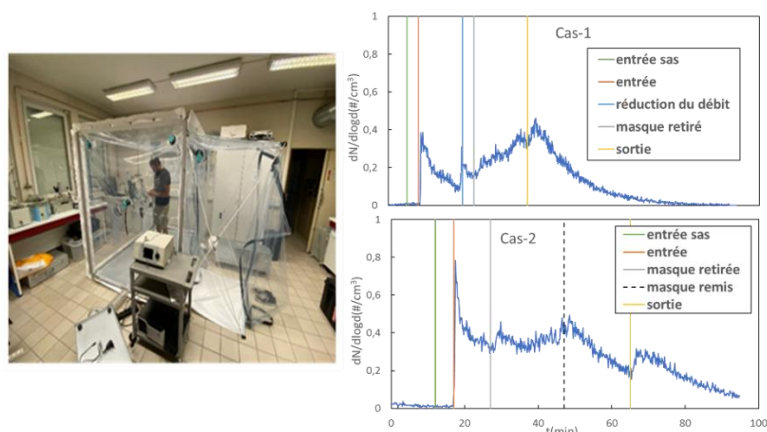 1
0,8
0,6
0,4
0,2
0
dN/dlogd(#/cm³)
Cas-1
entrée sas
entrée
réduction du débit
masque retiré
sortie
1
0,8
0,6
0,4
0,2
0
dN/dlogd(#/cm³)
Cas-2
entrée sas
entrée
masque retirée
masque remis
sortie
0 20 40 60 80 100
t(min)